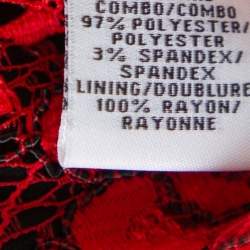 COMBO/COMBO
97% POLYESTER/
POLYESTER
3% SPANDEX/
SPANDEX
LINING/DOUBLURE
100% RAYON/
RAYONNE